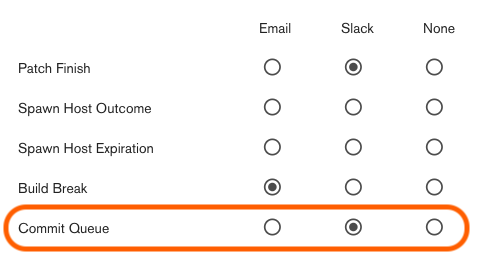 Email Slack None
Patch Finish
Spawn Host Outcome
Spawn Host Expiration
Build Break
Commit Queue